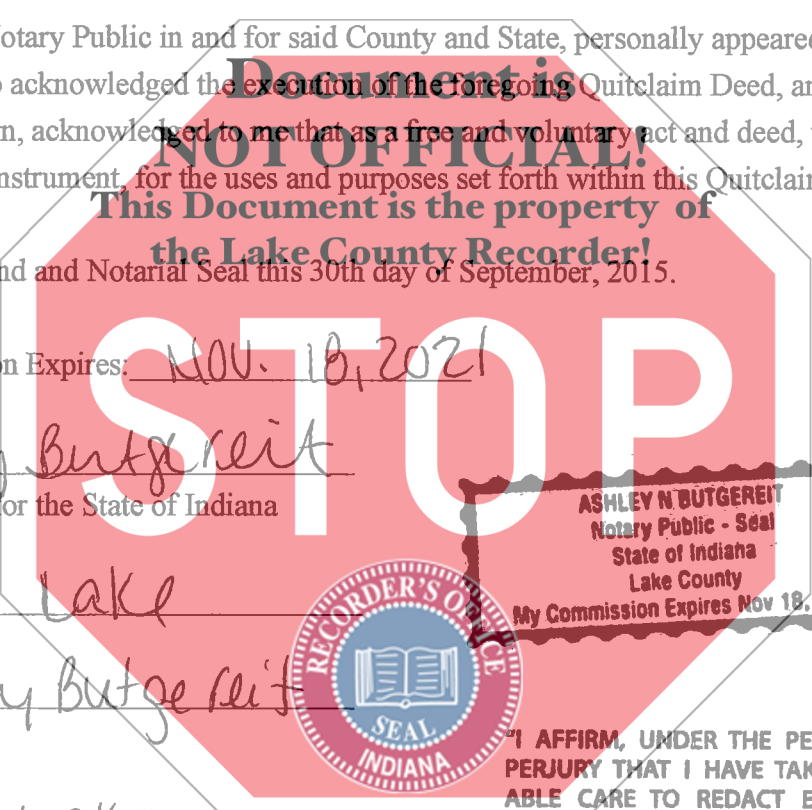 Notary Public in and for said County and State, personally appeared
Document is
acknowledged the execution of the foregoing Quitclaim Deed, an
NOT OFFICIAL!
n, acknowledged to me that as a free and voluntary act and deed,
nstrument, for the uses and purposes set forth within this Quitclaim
This Document is the property of
the Lake County Recorder!
nd and Notarial Seal this 30th day of September, 2015.
STOP
on Expires: NOV. 18, 2021
y Butgereit
or the State of Indiana
ASHLEY N BUTGEREIT
Notary Public - Seal
State of Indiana
Lake County
My Commission Expires Nov 18,
Lake
RECORDER'S OFFICE
SEAL
INDIANA
y Butgereit
"I AFFIRM, UNDER THE PE
PERJURY THAT I HAVE TAK
ABLE CARE TO REDACT E